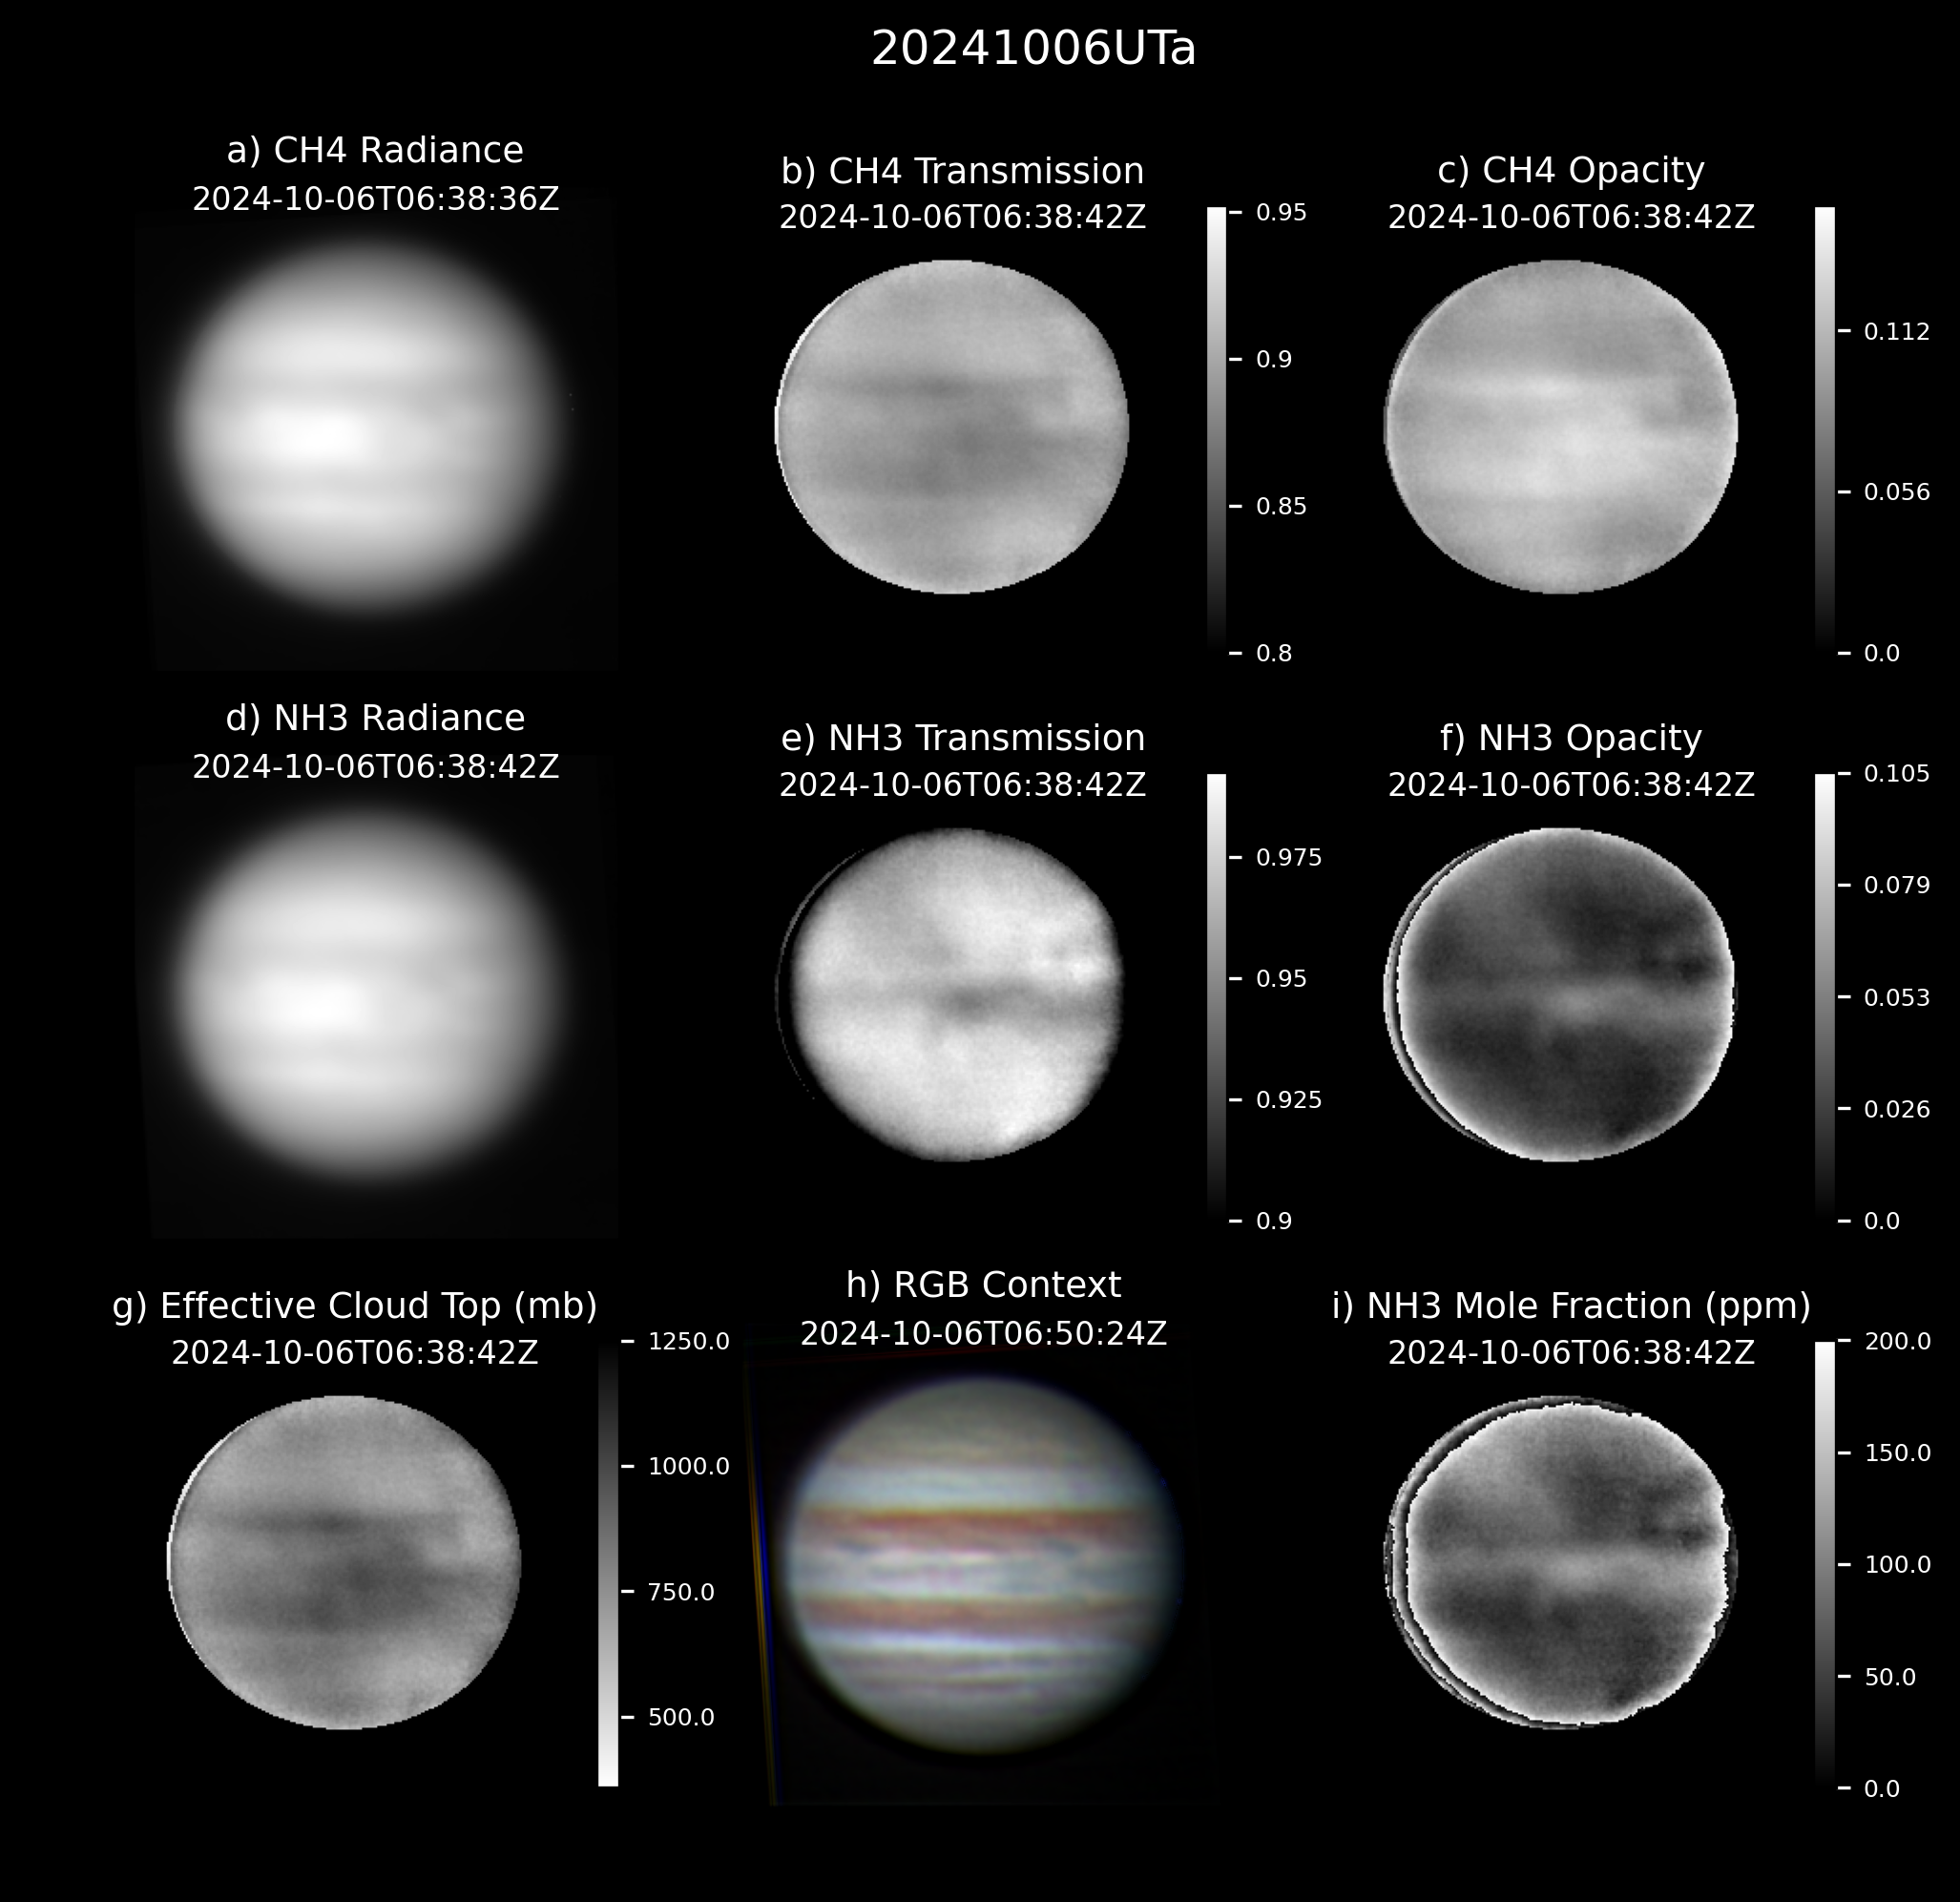 20241006UTa
a) CH4 Radiance
2024-10-06T06:38:36Z
b) CH4 Transmission
2024-10-06T06:38:42Z
0.95
0.9
0.85
0.8
c) CH4 Opacity
2024-10-06T06:38:42Z
0.112
0.056
0.0
d) NH3 Radiance
2024-10-06T06:38:42Z
e) NH3 Transmission
2024-10-06T06:38:42Z
0.975
0.95
0.925
0.9
f) NH3 Opacity
2024-10-06T06:38:42Z
0.105
0.079
0.053
0.026
0.0
g) Effective Cloud Top (mb)
2024-10-06T06:38:42Z
1250.0
1000.0
750.0
500.0
h) RGB Context
2024-10-06T06:50:24Z
i) NH3 Mole Fraction (ppm)
2024-10-06T06:38:42Z
200.0
150.0
100.0
50.0
0.0